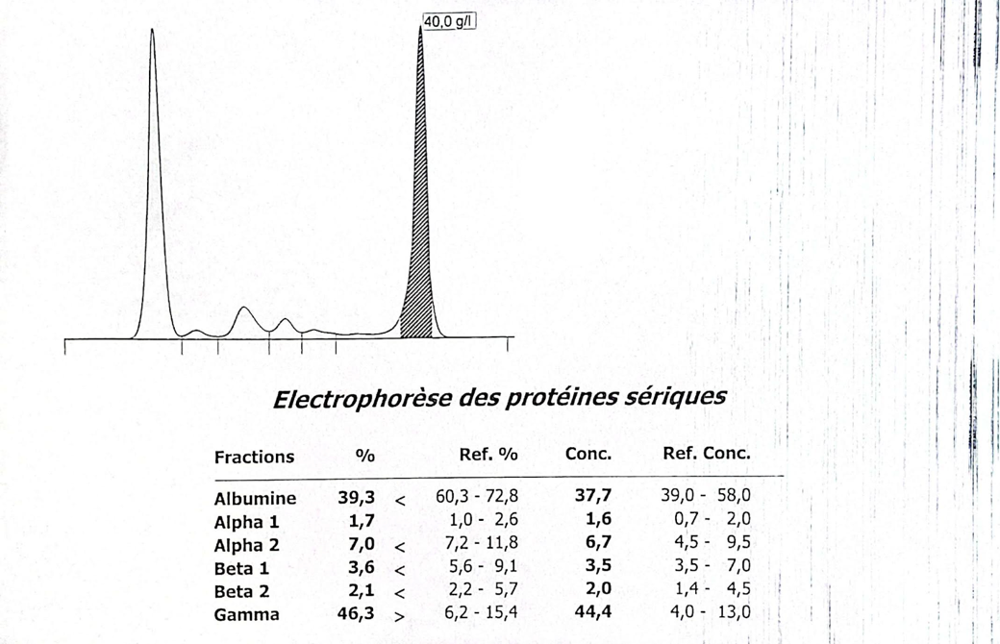 40,0 g/l
Electrophorèse des protéines sériques
Fractions % Ref. % Conc. Ref. Conc.
Albumine 39,3 < 60,3 - 72,8 37,7 39,0 - 58,0
Alpha 1 1,7 1,0 - 2,6 1,6 0,7 - 2,0
Alpha 2 7,0 < 7,2 - 11,8 6,7 4,5 - 9,5
Beta 1 3,6 < 5,6 - 9,1 3,5 3,5 - 7,0
Beta 2 2,1 < 2,2 - 5,7 2,0 1,4 - 4,5
Gamma 46,3 > 6,2 - 15,4 44,4 4,0 - 13,0